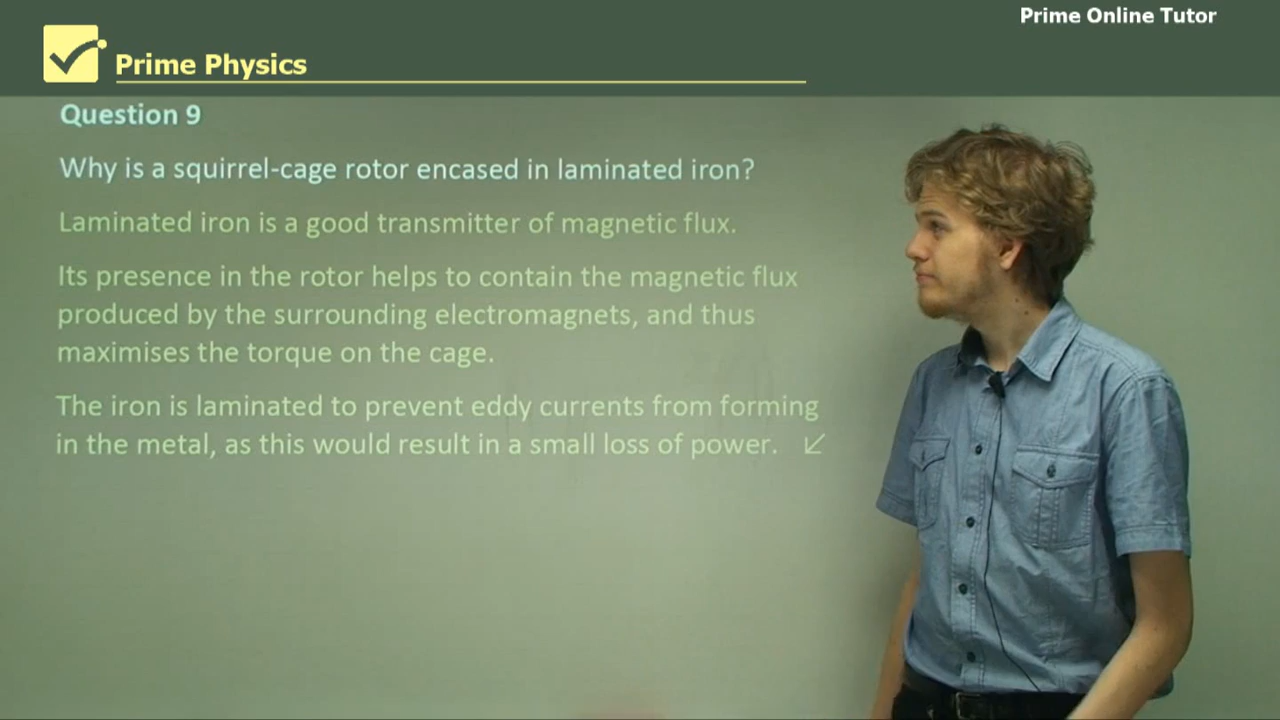 Prime Online Tutor
Prime Physics
Question 9
Why is a squirrel-cage rotor encased in laminated iron?
Laminated iron is a good transmitter of magnetic flux.
Its presence in the rotor helps to contain the magnetic flux
produced by the surrounding electromagnets, and thus
maximises the torque on the cage.
The iron is laminated to prevent eddy currents from forming
in the metal, as this would result in a small loss of power.